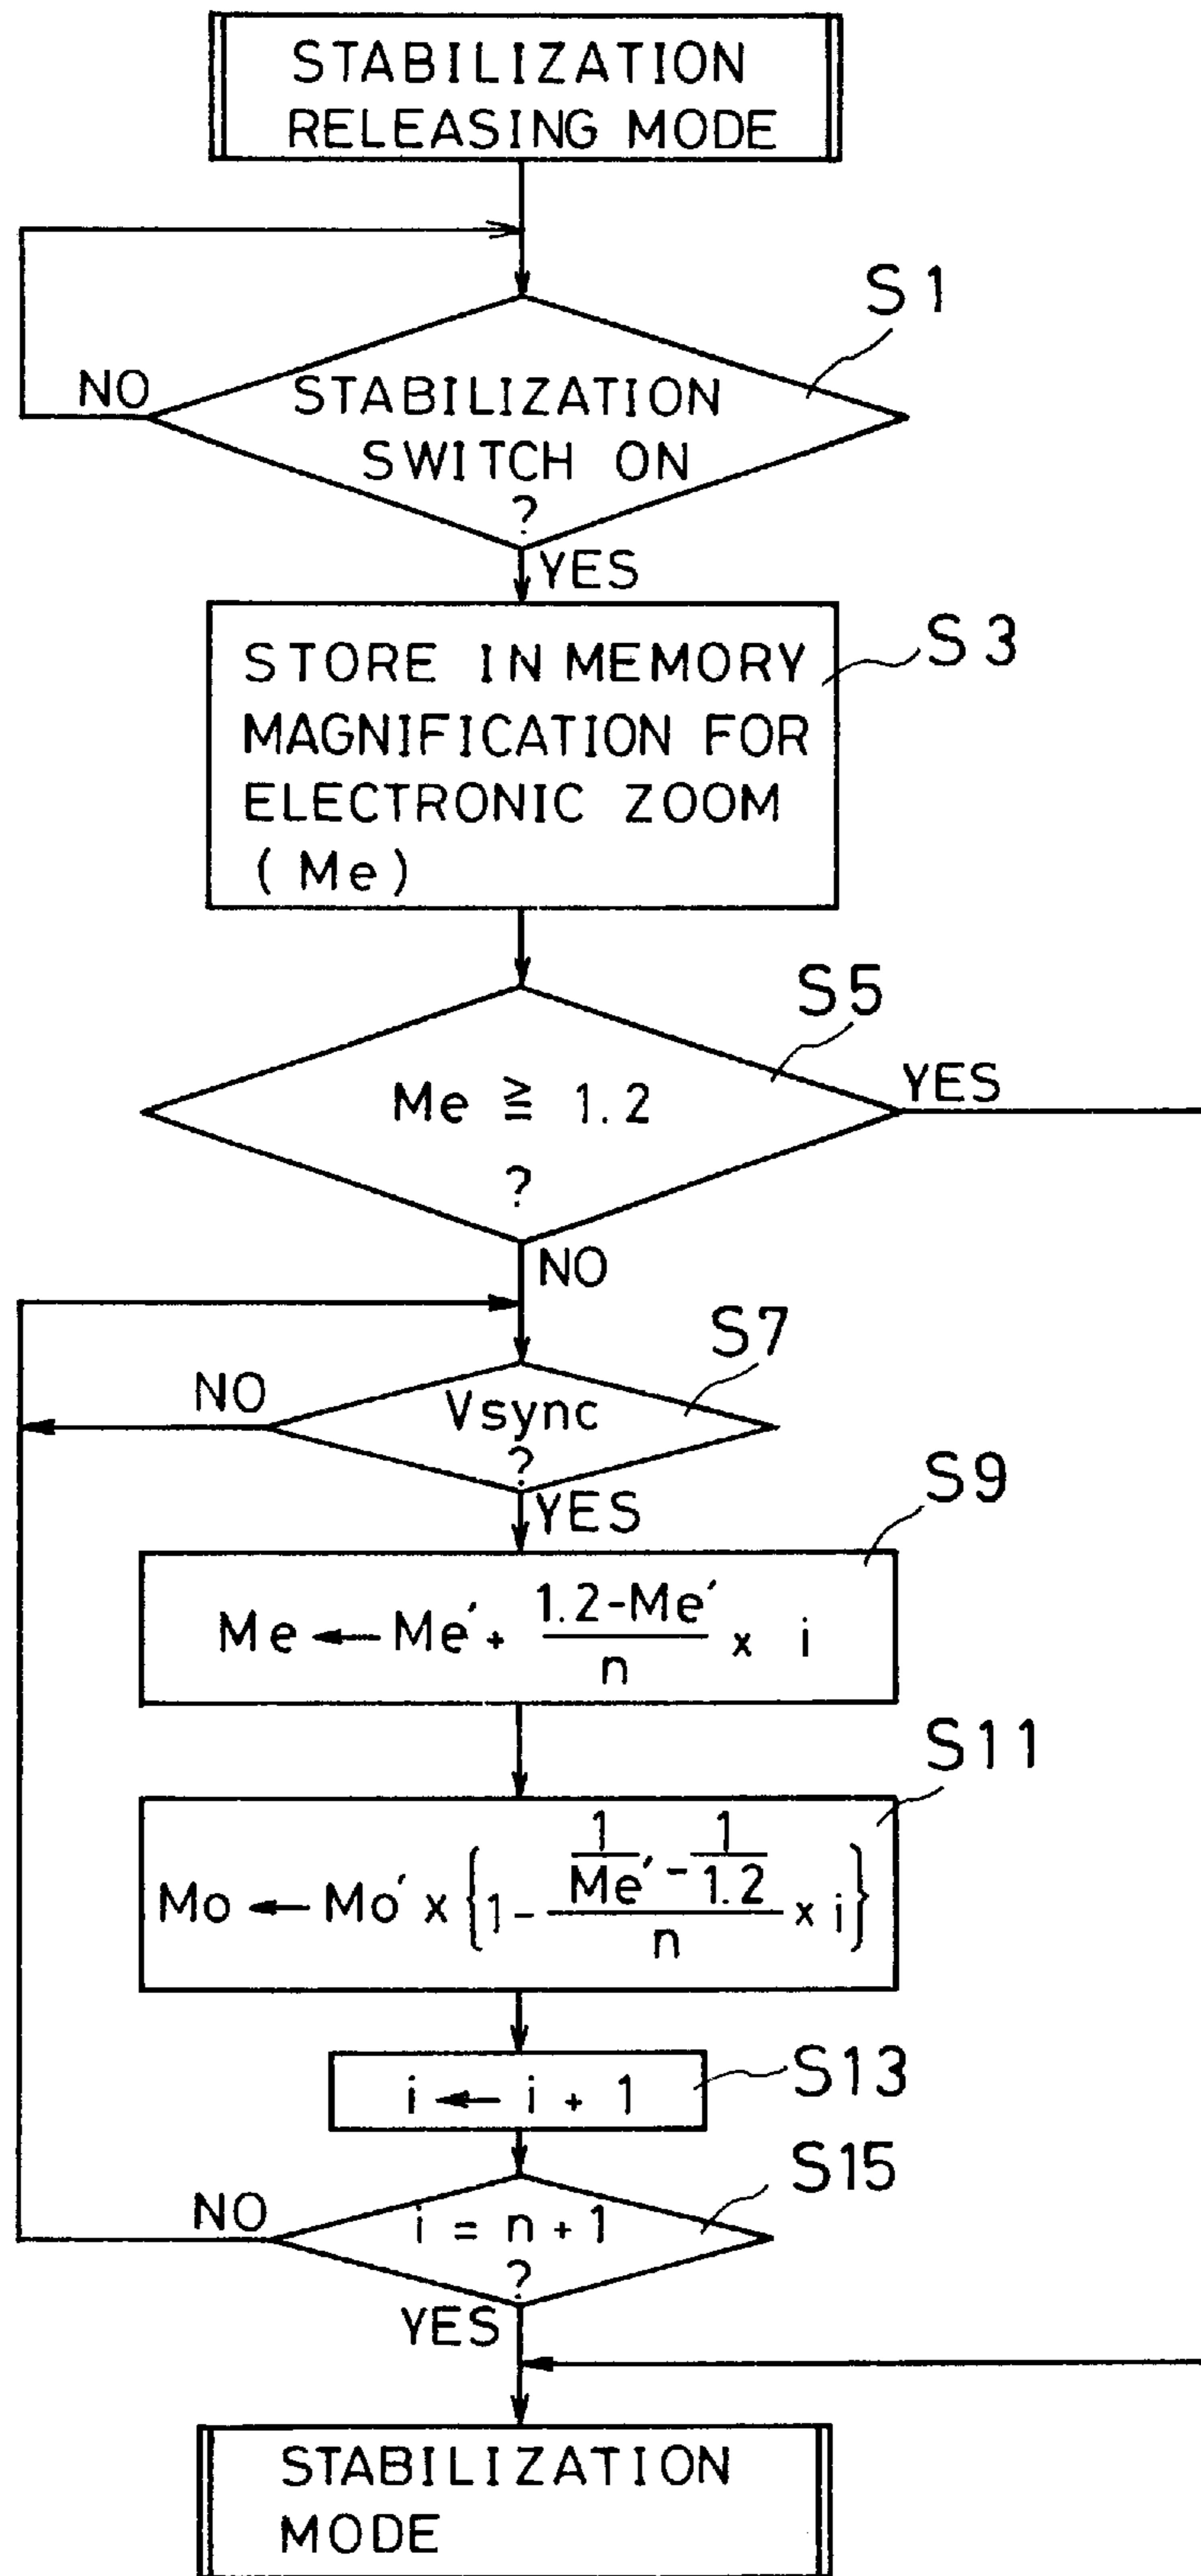 STABILIZATION
RELEASING MODE
S1
NO
STABILIZATION
SWITCH ON
?
YES
S3
STORE IN MEMORY
MAGNIFICATION FOR
ELECTRONIC ZOOM
(Me)
S5
YES
Me ≧ 1.2
?
NO
S7
NO
Vsync
?
YES
S9
Me ← Me′ + (1.2-Me′)/n × i
S11
Mo ← Mo′ × {1 - (1/Me′ - 1/1.2)/n × i}
S13
i ← i + 1
S15
NO
i = n + 1
?
YES
STABILIZATION
MODE